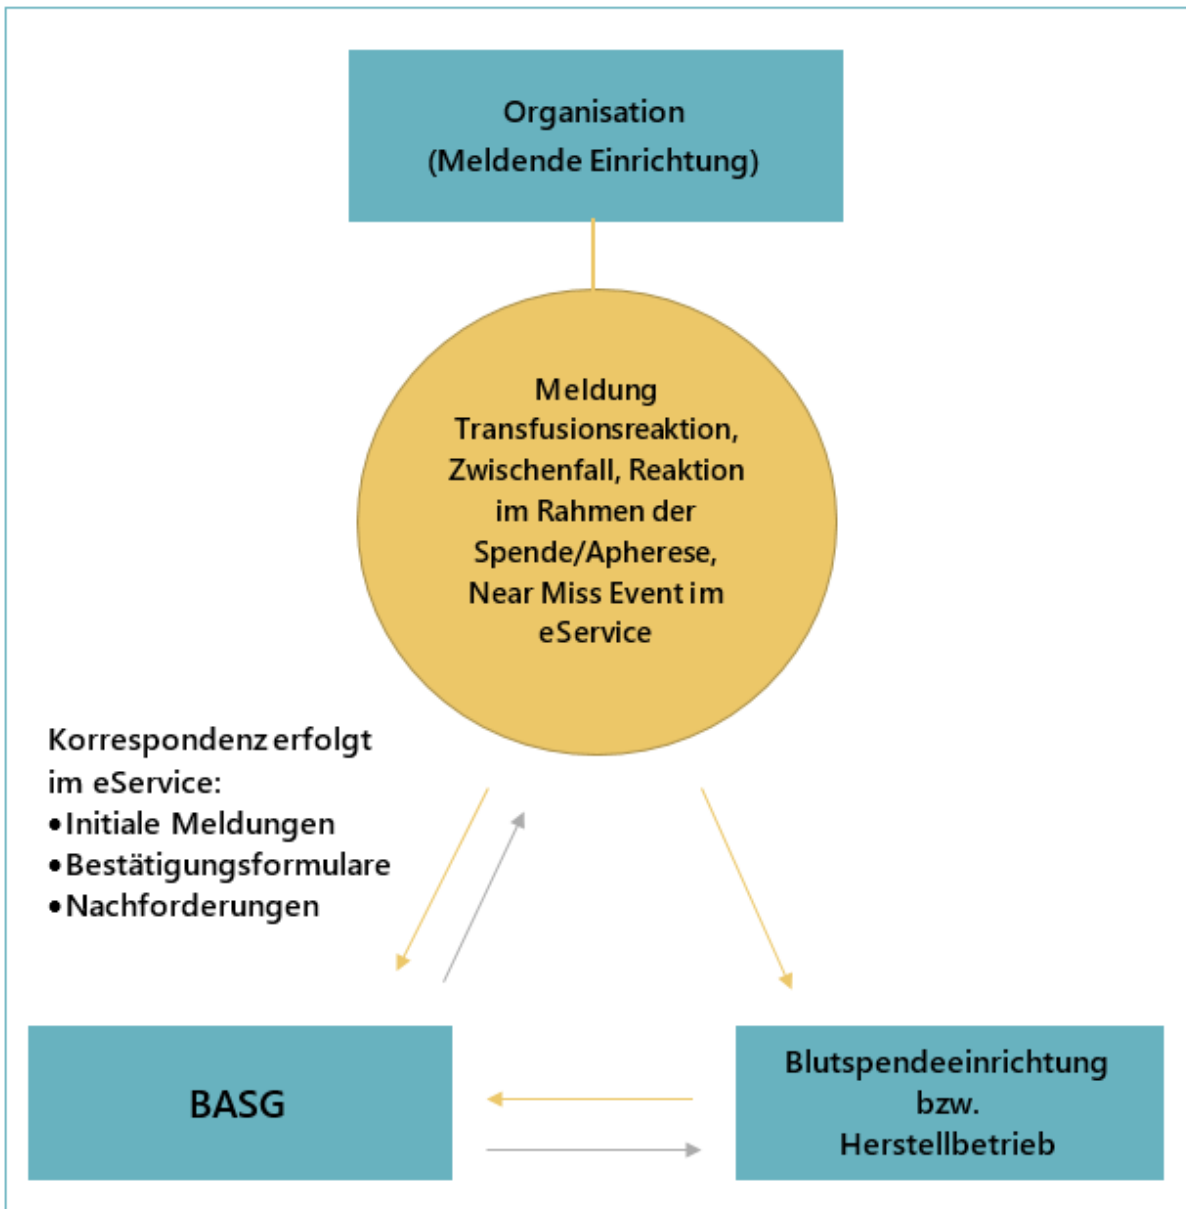 Organisation
(Meldende Einrichtung)
Meldung
Transfusionsreaktion,
Zwischenfall, Reaktion
im Rahmen der
Spende/Apherese,
Near Miss Event im
eService
Korrespondenz erfolgt
im eService:
•Initiale Meldungen
•Bestätigungsformulare
•Nachforderungen
BASG
Blutspendeeinrichtung
bzw.
Herstellbetrieb